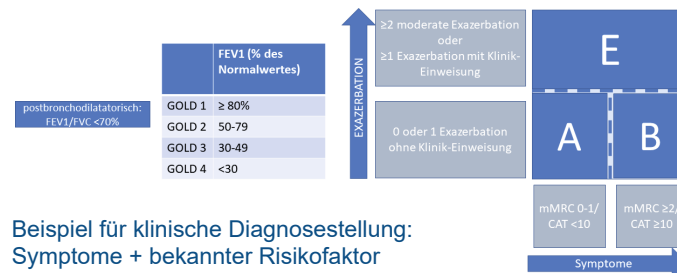 postbronchodilatatorisch:
FEV1/FVC <70%
FEV1 (% des
Normalwertes)
GOLD 1 ≥ 80%
GOLD 2 50-79
GOLD 3 30-49
GOLD 4 <30
EXAZERBATION
≥2 moderate Exazerbation
oder
≥1 Exazerbation mit Klinik-
Einweisung
0 oder 1 Exazerbation
ohne Klinik-Einweisung
E
A B
mMRC 0-1/
CAT <10
mMRC ≥2/
CAT ≥10
Symptome
Beispiel für klinische Diagnosestellung:
Symptome + bekannter Risikofaktor